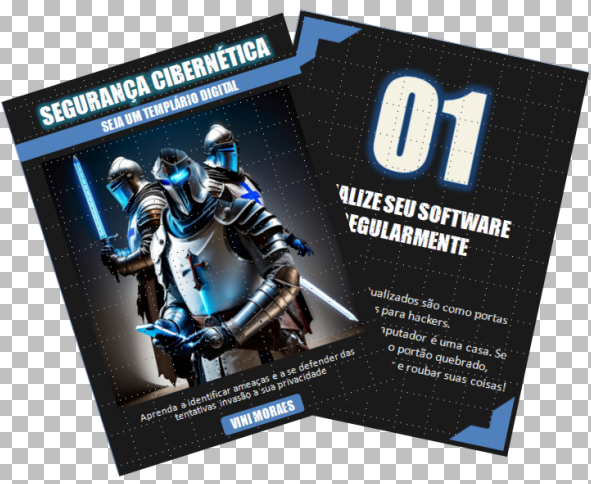 SEGURANÇA CIBERNÉTICA
SEJA UM TEMPLÁRIO DIGITAL
Aprenda a identificar ameaças e a se defender das
tentativas invasão a sua privacidade
VINI MORAES
01
ALIZE SEU SOFTWARE
EGULARMENTE
ualizados são como portas
s para hackers.
putador é uma casa. Se
o portão quebrado,
e roubar suas coisas!